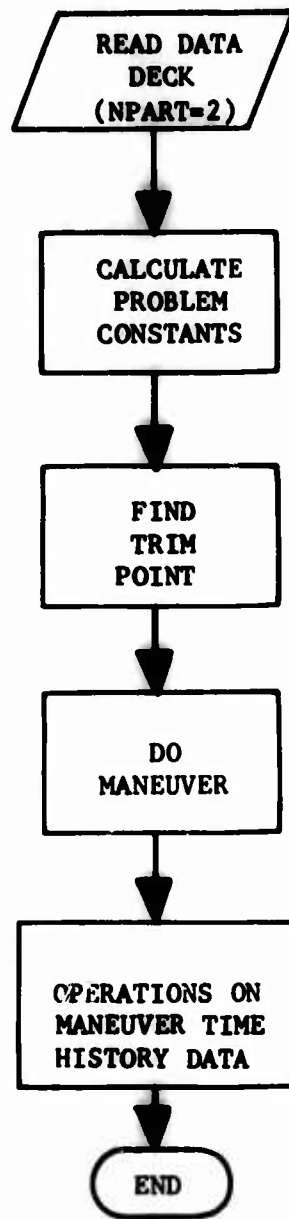 READ DATA
DECK
(NPART=2)
CALCULATE
PROBLEM
CONSTANTS
FIND
TRIM
POINT
DO
MANEUVER
OPERATIONS ON
MANEUVER TIME
HISTORY DATA
END